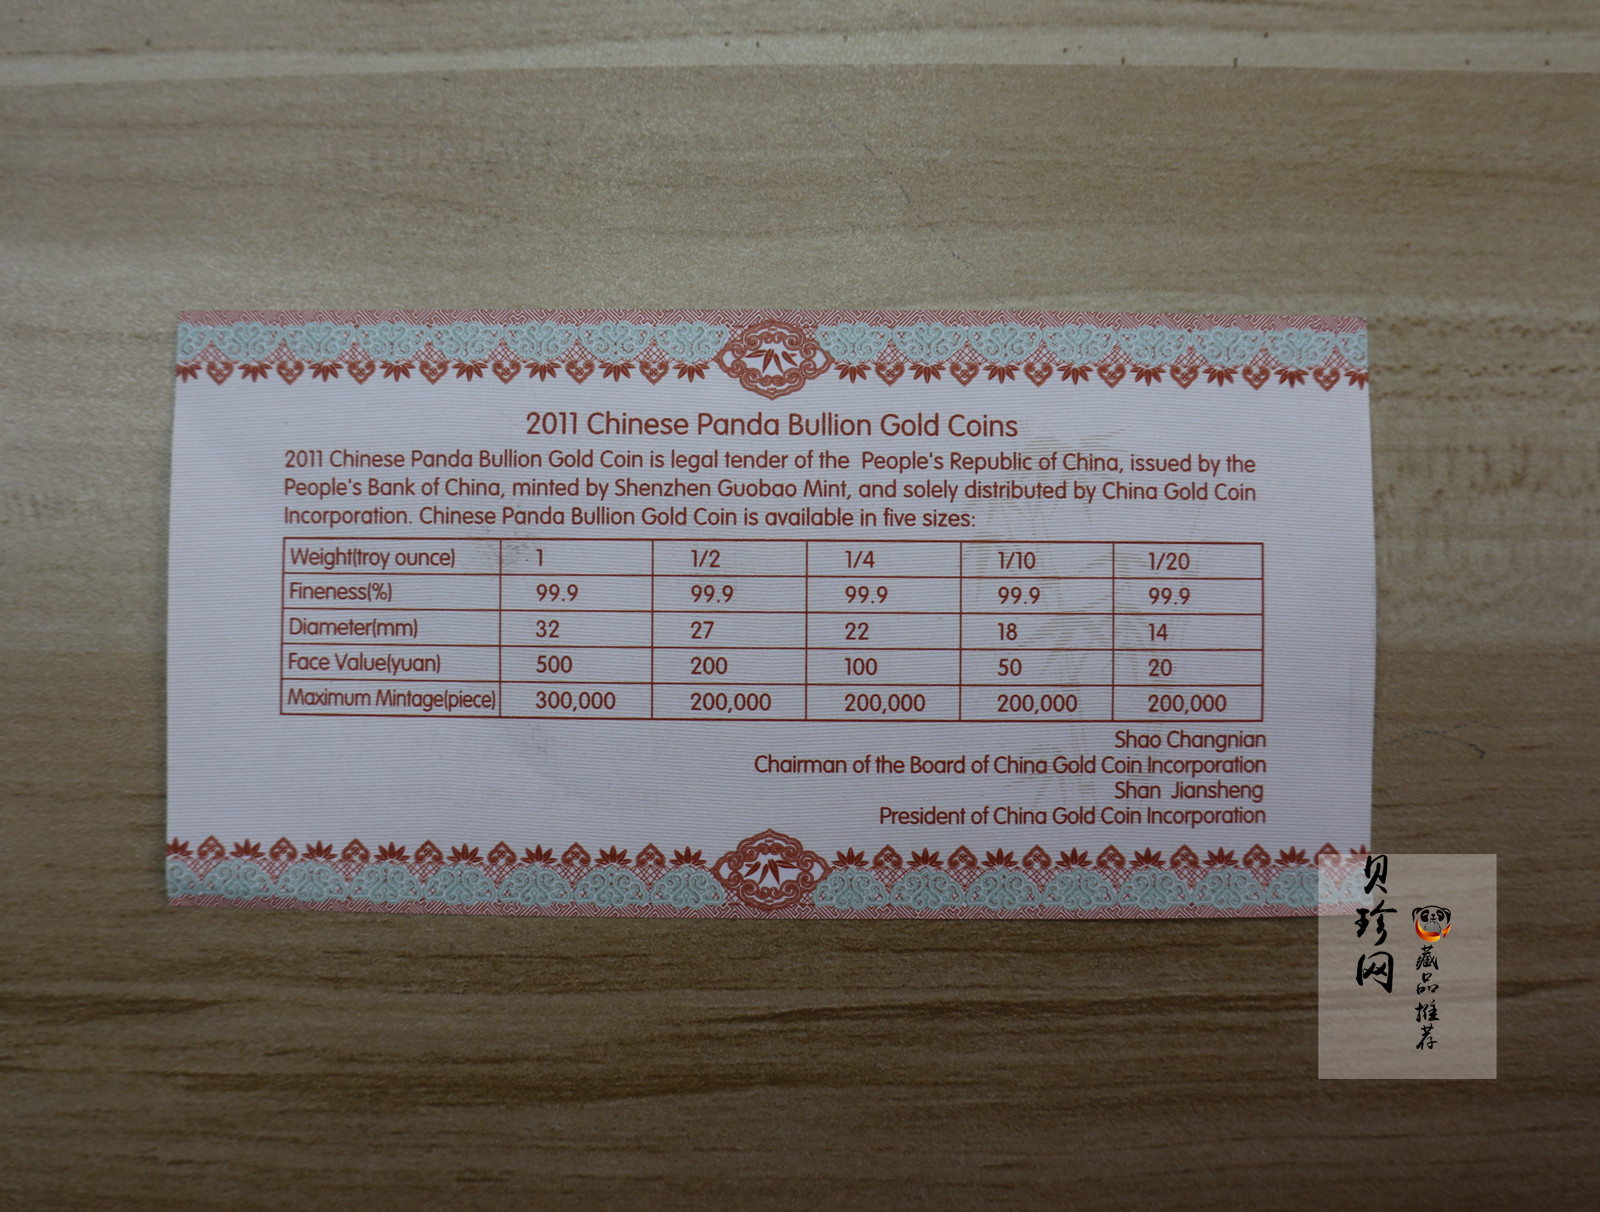 2011 Chinese Panda Bullion Gold Coins
2011 Chinese Panda Bullion Gold Coin is legal tender of the People's Republic of China, issued by the
People's Bank of China, minted by Shenzhen Guobao Mint, and solely distributed by China Gold Coin
Incorporation. Chinese Panda Bullion Gold Coin is available in five sizes:
Weight(troy ounce) 1 1/2 1/4 1/10 1/20
Fineness(%) 99.9 99.9 99.9 99.9 99.9
Diameter(mm) 32 27 22 18 14
Face Value(yuan) 500 200 100 50 20
Maximum Mintage(piece) 300,000 200,000 200,000 200,000 200,000
Shao Changnian
Chairman of the Board of China Gold Coin Incorporation
Shan Jiansheng
President of China Gold Coin Incorporation
贝珍网
藏品推荐